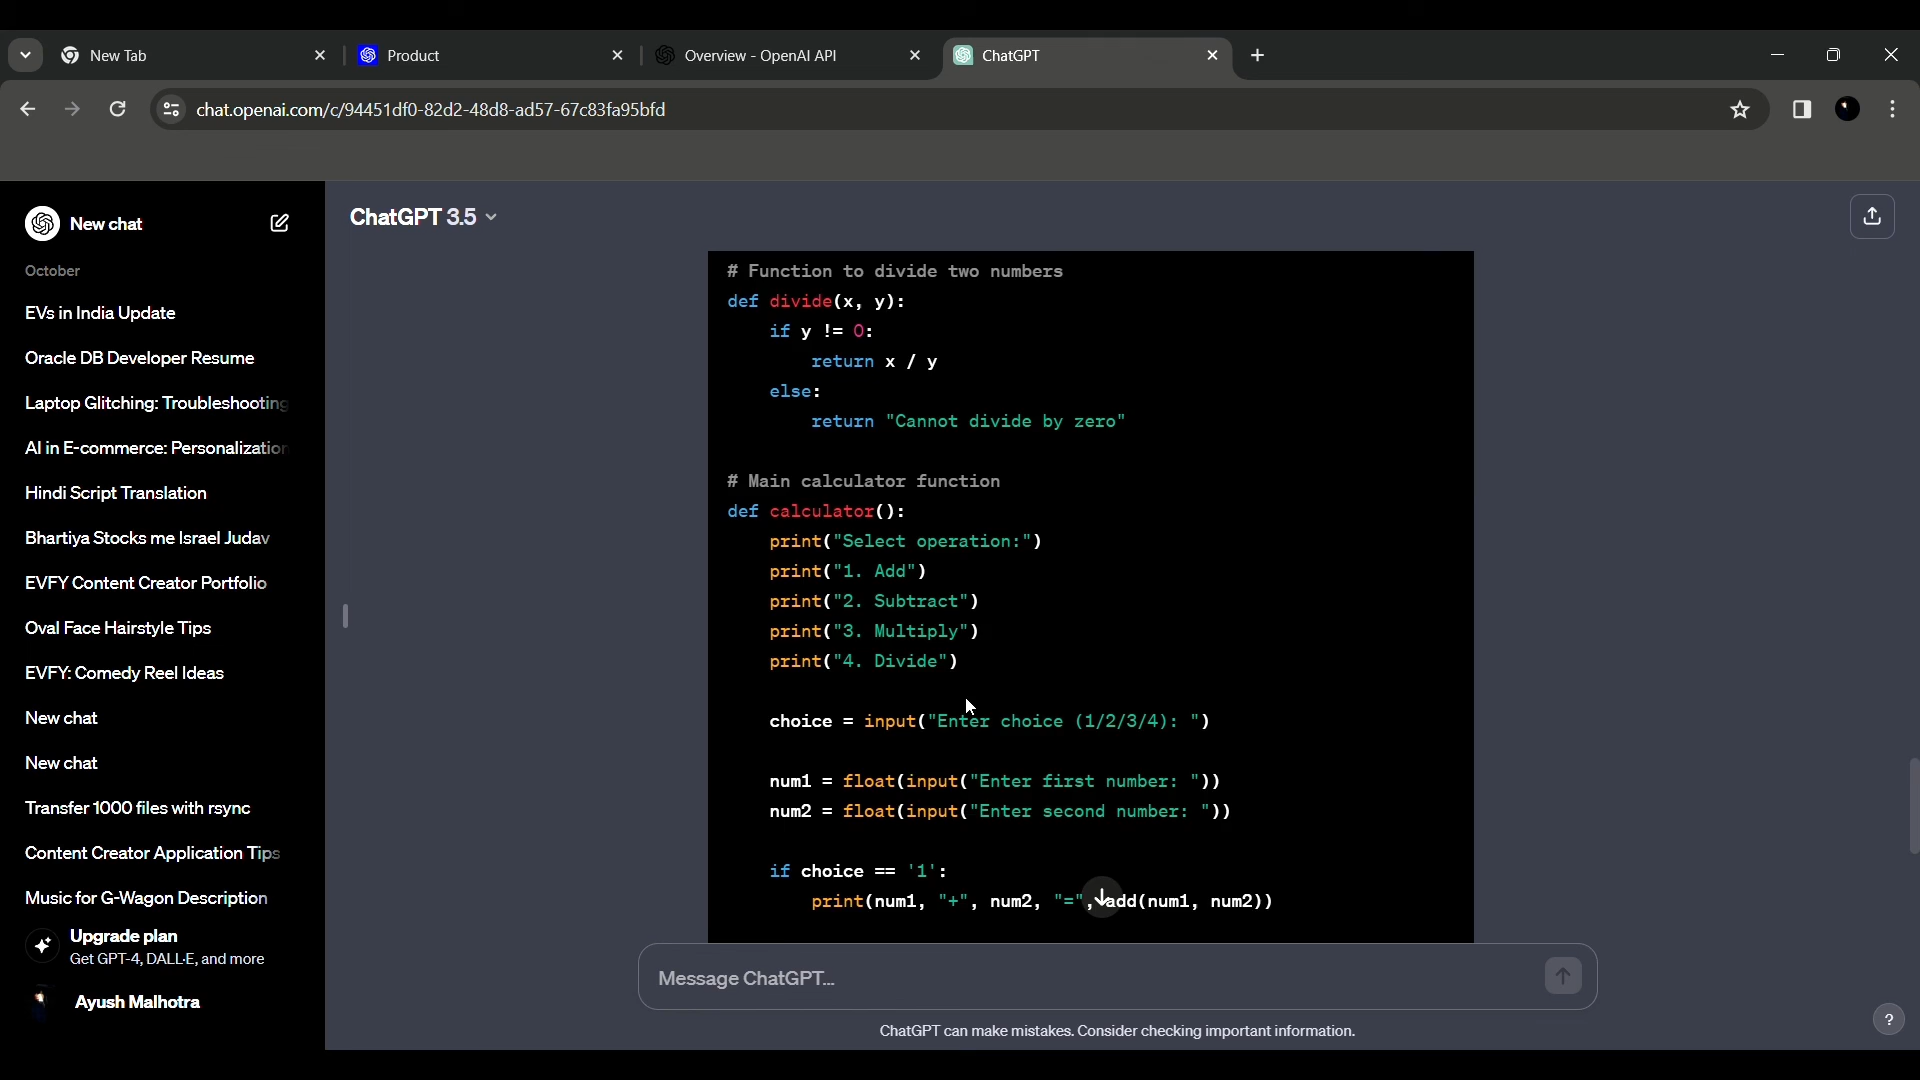 New Tab
Product
Overview - OpenAI API
ChatGPT
chat.openai.com/c/94451df0-82d2-48d8-ad57-67c83fa95bfd
New chat
October
EVs in India Update
Oracle DB Developer Resume
Laptop Glitching: Troubleshooting
AI in E-commerce: Personalization
Hindi Script Translation
Bhartiya Stocks me Israel Judav
EVFY Content Creator Portfolio
Oval Face Hairstyle Tips
EVFY: Comedy Reel Ideas
New chat
New chat
Transfer 1000 files with rsync
Content Creator Application Tips
Music for G-Wagon Description
Upgrade plan
Get GPT-4, DALL·E, and more
Ayush Malhotra
ChatGPT 3.5
# Function to divide two numbers
def divide(x, y):
    if y != 0:
        return x / y
    else:
        return "Cannot divide by zero"
# Main calculator function
def calculator():
    print("Select operation:")
    print("1. Add")
    print("2. Subtract")
    print("3. Multiply")
    print("4. Divide")
    choice = input("Enter choice (1/2/3/4): ")
    num1 = float(input("Enter first number: "))
    num2 = float(input("Enter second number: "))
    if choice == '1':
        print(num1, "+", num2, "=", add(num1, num2))
Message ChatGPT...
ChatGPT can make mistakes. Consider checking important information.
?